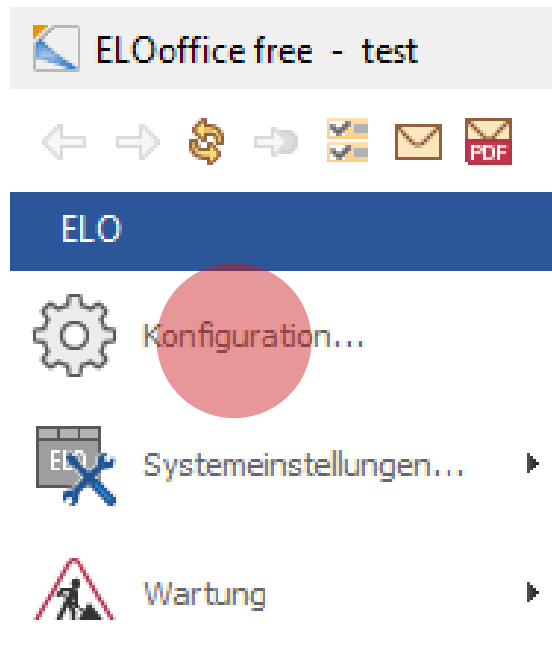 ELOoffice free - test
PDF
ELO
Konfiguration...
ELO
Systemeinstellungen...
Wartung